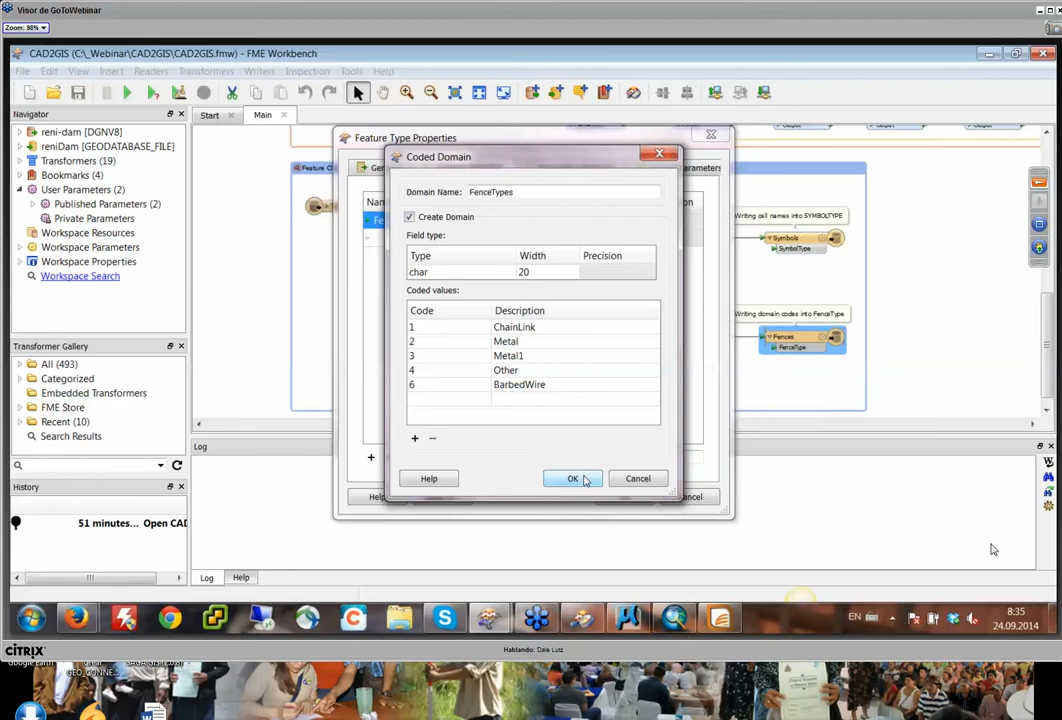 Visor de GoToWebinar
Zoom: 98%
CAD2GIS (C:\_Webinar\CAD2GIS\CAD2GIS.fmw) - FME Workbench
File Edit View Insert Readers Transformers Writers Inspection Tools Help
Navigator
Start
Main
reni-dam [DGNV8]
reniDam [GEODATABASE_FILE]
Transformers (19)
Bookmarks (4)
User Parameters (2)
Published Parameters (2)
Private Parameters
Workspace Resources
Workspace Parameters
Workspace Properties
Workspace Search
Transformer Gallery
All (493)
Categorized
Embedded Transformers
FME Store
Recent (10)
Search Results
History
51 minutes... Open CAD
Feature Type Properties
Coded Domain
Domain Name: FenceTypes
Create Domain
Field type:
Type Width Precision
char 20
Coded values:
Code Description
1 ChainLink
2 Metal
3 Metal1
4 Other
6 BarbedWire
+ −
Help OK Cancel
Writing cell names into SYMBOLTYPE
Symbols
SymbolType
Writing domain codes into FenceType
Fences
FenceType
Log
Log Help
EN
8:35
24.09.2014
CITRIX
Hablando: Dale Lutz
Google Earth
GEO_CONNE...